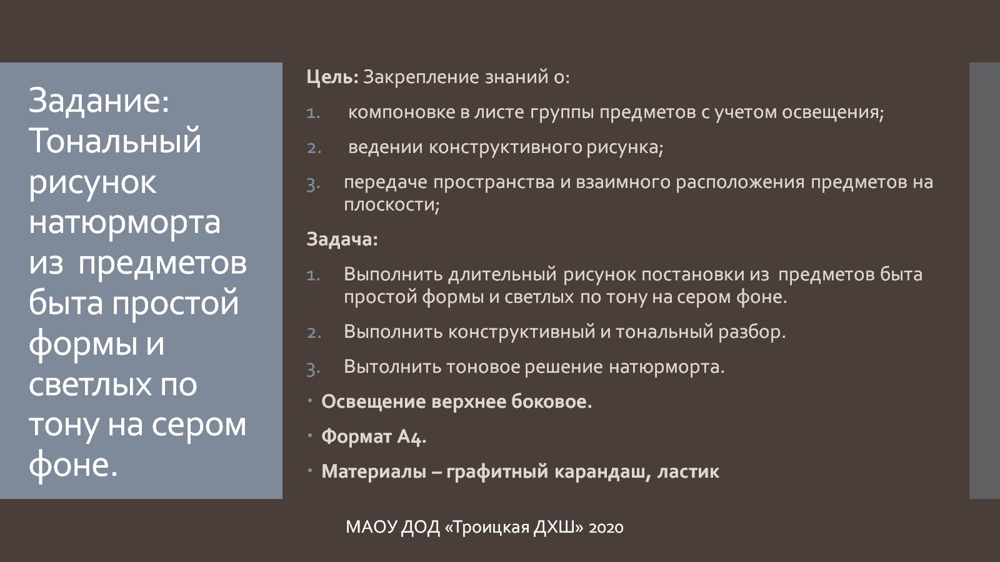 Задание:
Тональный
рисунок
натюрморта
из  предметов
быта простой
формы и
светлых по
тону на сером
фоне.
Цель: Закрепление знаний о:
1. компоновке в листе группы предметов с учетом освещения;
2. ведении конструктивного рисунка;
3. передаче пространства и взаимного расположения предметов на
плоскости;
Задача:
1. Выполнить длительный рисунок постановки из  предметов быта
простой формы и светлых по тону на сером фоне.
2. Выполнить конструктивный и тональный разбор.
3. Вытолнить тоновое решение натюрморта.
• Освещение верхнее боковое.
• Формат А4.
• Материалы – графитный карандаш, ластик
МАОУ ДОД «Троицкая ДХШ» 2020